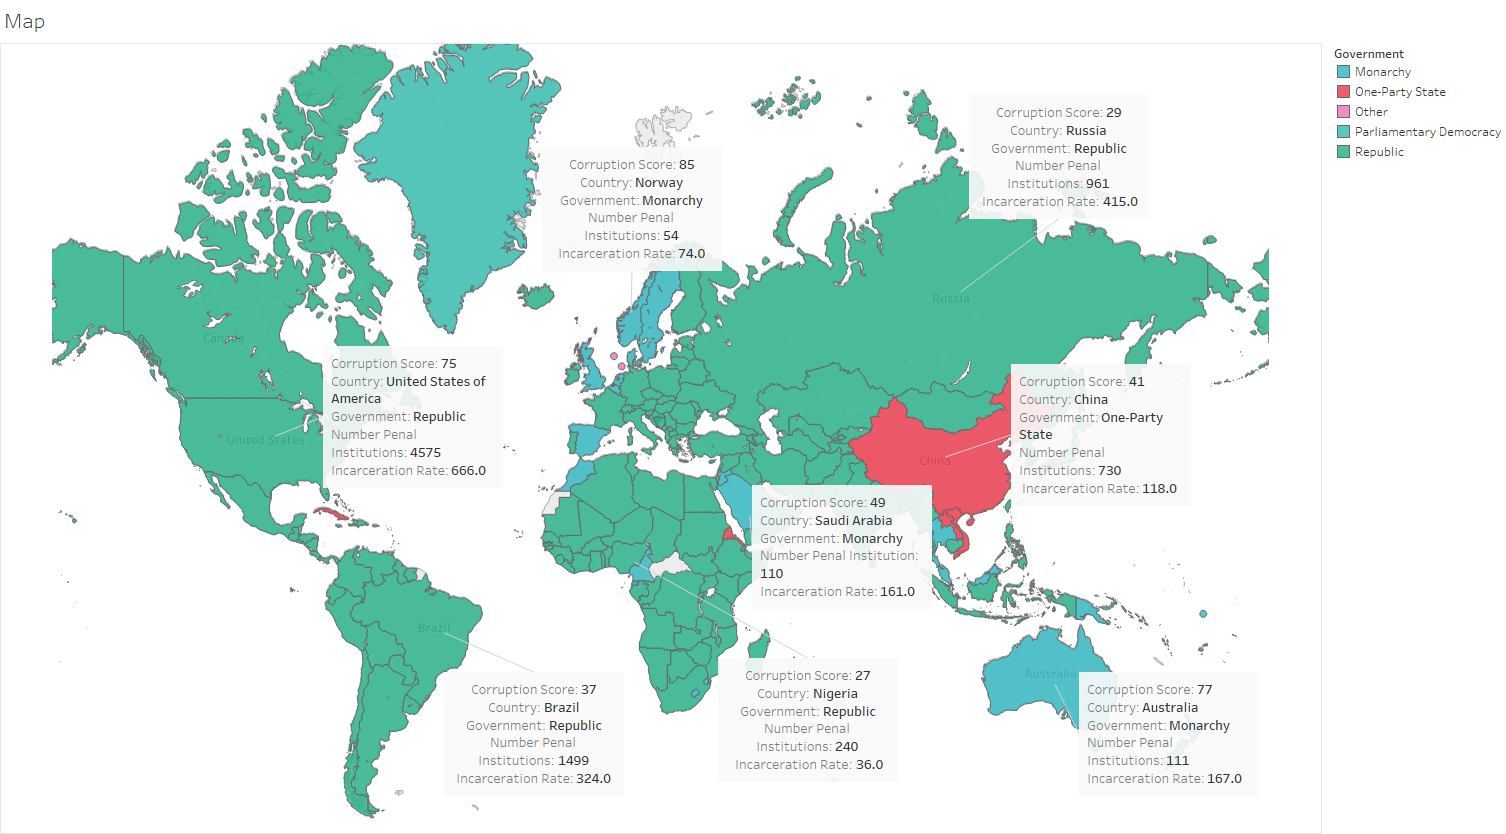 Map
Government
Monarchy
One-Party State
Other
Parliamentary Democracy
Republic
Corruption Score: 29
Country: Russia
Government: Republic
Number Penal
Institutions: 961
Incarceration Rate: 415.0
Corruption Score: 85
Country: Norway
Government: Monarchy
Number Penal
Institutions: 54
Incarceration Rate: 74.0
Russia
Canada
Corruption Score: 75
Country: United States of
America
Government: Republic
Number Penal
Institutions: 4575
Incarceration Rate: 666.0
United States
Corruption Score: 41
Country: China
Government: One-Party
State
Number Penal
Institutions: 730
Incarceration Rate: 118.0
China
Corruption Score: 49
Country: Saudi Arabia
Government: Monarchy
Number Penal Institution:
110
Incarceration Rate: 161.0
Brazil
Australia
Corruption Score: 37
Country: Brazil
Government: Republic
Number Penal
Institutions: 1499
Incarceration Rate: 324.0
Corruption Score: 27
Country: Nigeria
Government: Republic
Number Penal
Institutions: 240
Incarceration Rate: 36.0
Corruption Score: 77
Country: Australia
Government: Monarchy
Number Penal
Institutions: 111
Incarceration Rate: 167.0